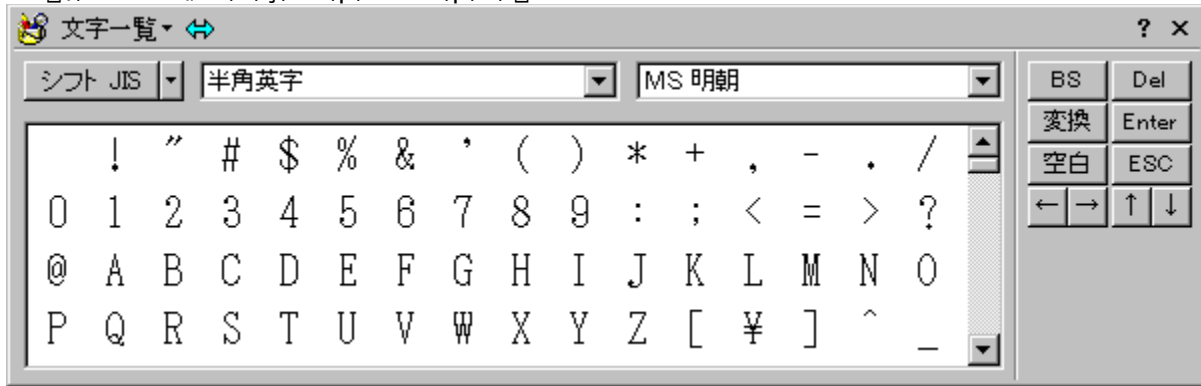 文字一覧 ? ×
シフト JIS 半角英字 MS 明朝 BS Del
変換 Enter
空白 ESC
← → ↑ ↓
! " # $ % & ' ( ) * + , - . /
0 1 2 3 4 5 6 7 8 9 : ; < = > ?
@ A B C D E F G H I J K L M N O
P Q R S T U V W X Y Z [ ¥ ] ^ _